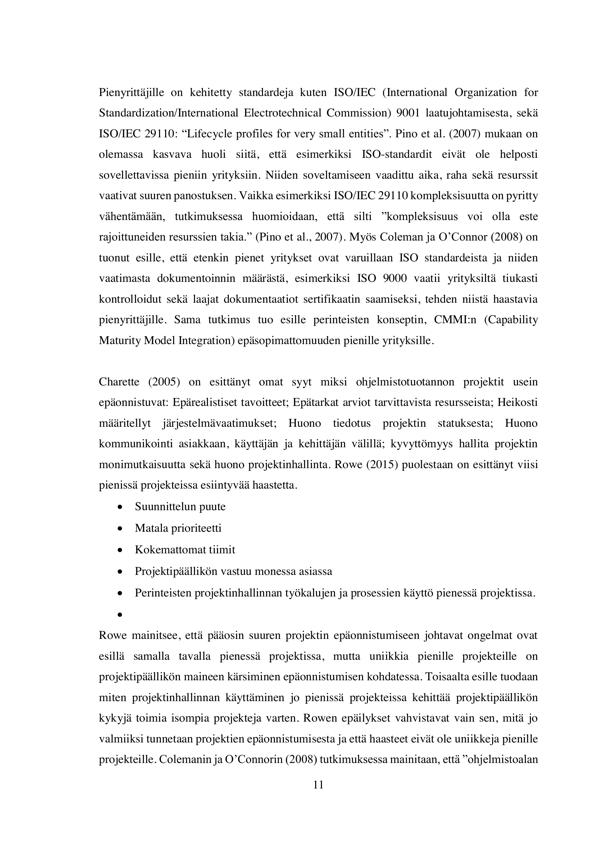 Pienyrittäjille on kehitetty standardeja kuten ISO/IEC (International Organization for
Standardization/International Electrotechnical Commission) 9001 laatujohtamisesta, sekä
ISO/IEC 29110: “Lifecycle profiles for very small entities”. Pino et al. (2007) mukaan on
olemassa kasvava huoli siitä, että esimerkiksi ISO-standardit eivät ole helposti
sovellettavissa pieniin yrityksiin. Niiden soveltamiseen vaadittu aika, raha sekä resurssit
vaativat suuren panostuksen. Vaikka esimerkiksi ISO/IEC 29110 kompleksisuutta on pyritty
vähentämään, tutkimuksessa huomioidaan, että silti ”kompleksisuus voi olla este
rajoittuneiden resurssien takia.” (Pino et al., 2007). Myös Coleman ja O’Connor (2008) on
tuonut esille, että etenkin pienet yritykset ovat varuillaan ISO standardeista ja niiden
vaatimasta dokumentoinnin määrästä, esimerkiksi ISO 9000 vaatii yrityksiltä tiukasti
kontrolloidut sekä laajat dokumentaatiot sertifikaatin saamiseksi, tehden niistä haastavia
pienyrittäjille. Sama tutkimus tuo esille perinteisten konseptin, CMMI:n (Capability
Maturity Model Integration) epäsopimattomuuden pienille yrityksille.
Charette (2005) on esittänyt omat syyt miksi ohjelmistotuotannon projektit usein
epäonnistuvat: Epärealistiset tavoitteet; Epätarkat arviot tarvittavista resursseista; Heikosti
määritellyt järjestelmävaatimukset; Huono tiedotus projektin statuksesta; Huono
kommunikointi asiakkaan, käyttäjän ja kehittäjän välillä; kyvyttömyys hallita projektin
monimutkaisuutta sekä huono projektinhallinta. Rowe (2015) puolestaan on esittänyt viisi
pienissä projekteissa esiintyvää haastetta.
• Suunnittelun puute
• Matala prioriteetti
• Kokemattomat tiimit
• Projektipäällikön vastuu monessa asiassa
• Perinteisten projektinhallinnan työkalujen ja prosessien käyttö pienessä projektissa.
•
Rowe mainitsee, että pääosin suuren projektin epäonnistumiseen johtavat ongelmat ovat
esillä samalla tavalla pienessä projektissa, mutta uniikkia pienille projekteille on
projektipäällikön maineen kärsiminen epäonnistumisen kohdatessa. Toisaalta esille tuodaan
miten projektinhallinnan käyttäminen jo pienissä projekteissa kehittää projektipäällikön
kykyjä toimia isompia projekteja varten. Rowen epäilykset vahvistavat vain sen, mitä jo
valmiiksi tunnetaan projektien epäonnistumisesta ja että haasteet eivät ole uniikkeja pienille
projekteille. Colemanin ja O’Connorin (2008) tutkimuksessa mainitaan, että ”ohjelmistoalan
11